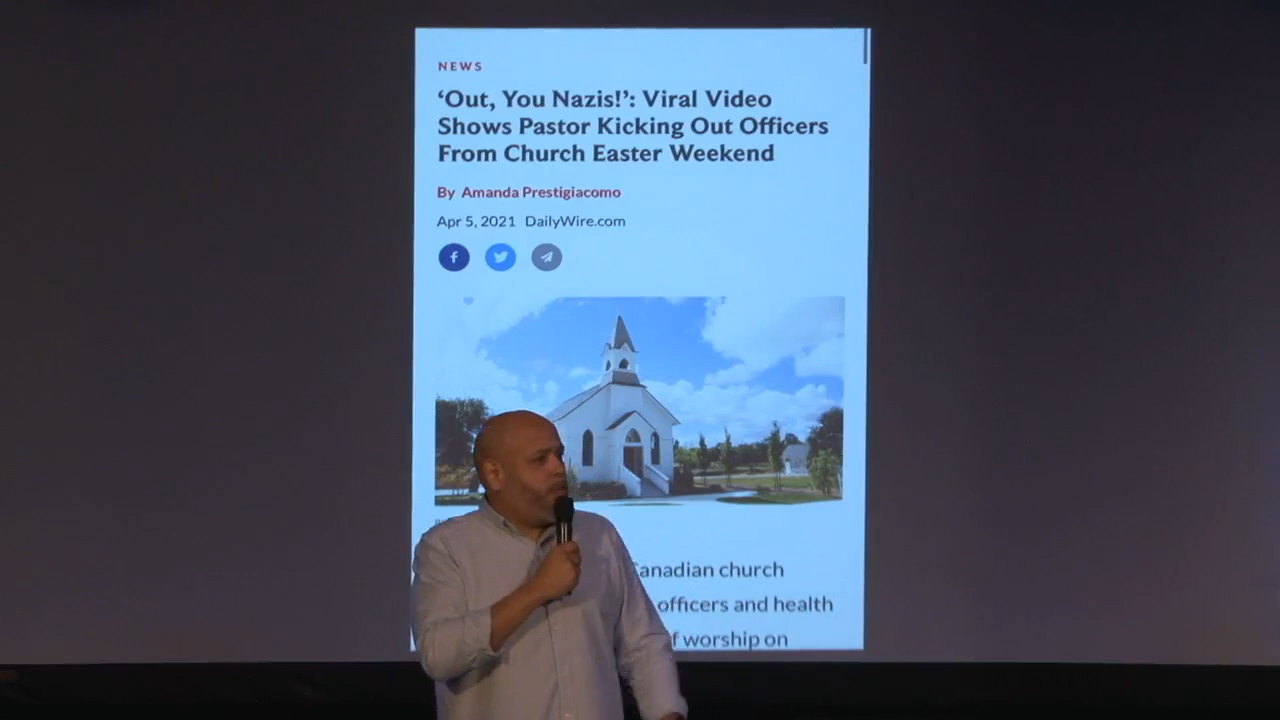 NEWS
‘Out, You Nazis!’: Viral Video
Shows Pastor Kicking Out Officers
From Church Easter Weekend
By Amanda Prestigiacomo
Apr 5, 2021 DailyWire.com
Canadian church
officers and health
f worship on